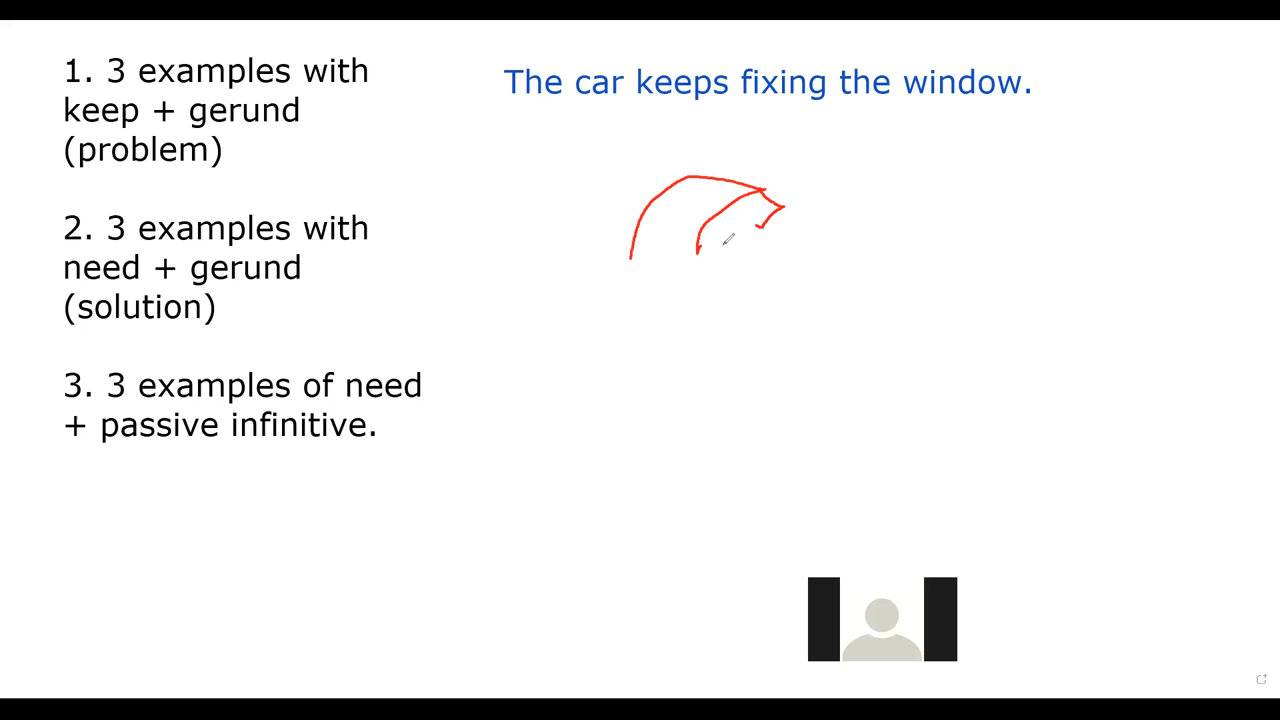 1. 3 examples with
keep + gerund
(problem)
2. 3 examples with
need + gerund
(solution)
3. 3 examples of need
+ passive infinitive.
The car keeps fixing the window.